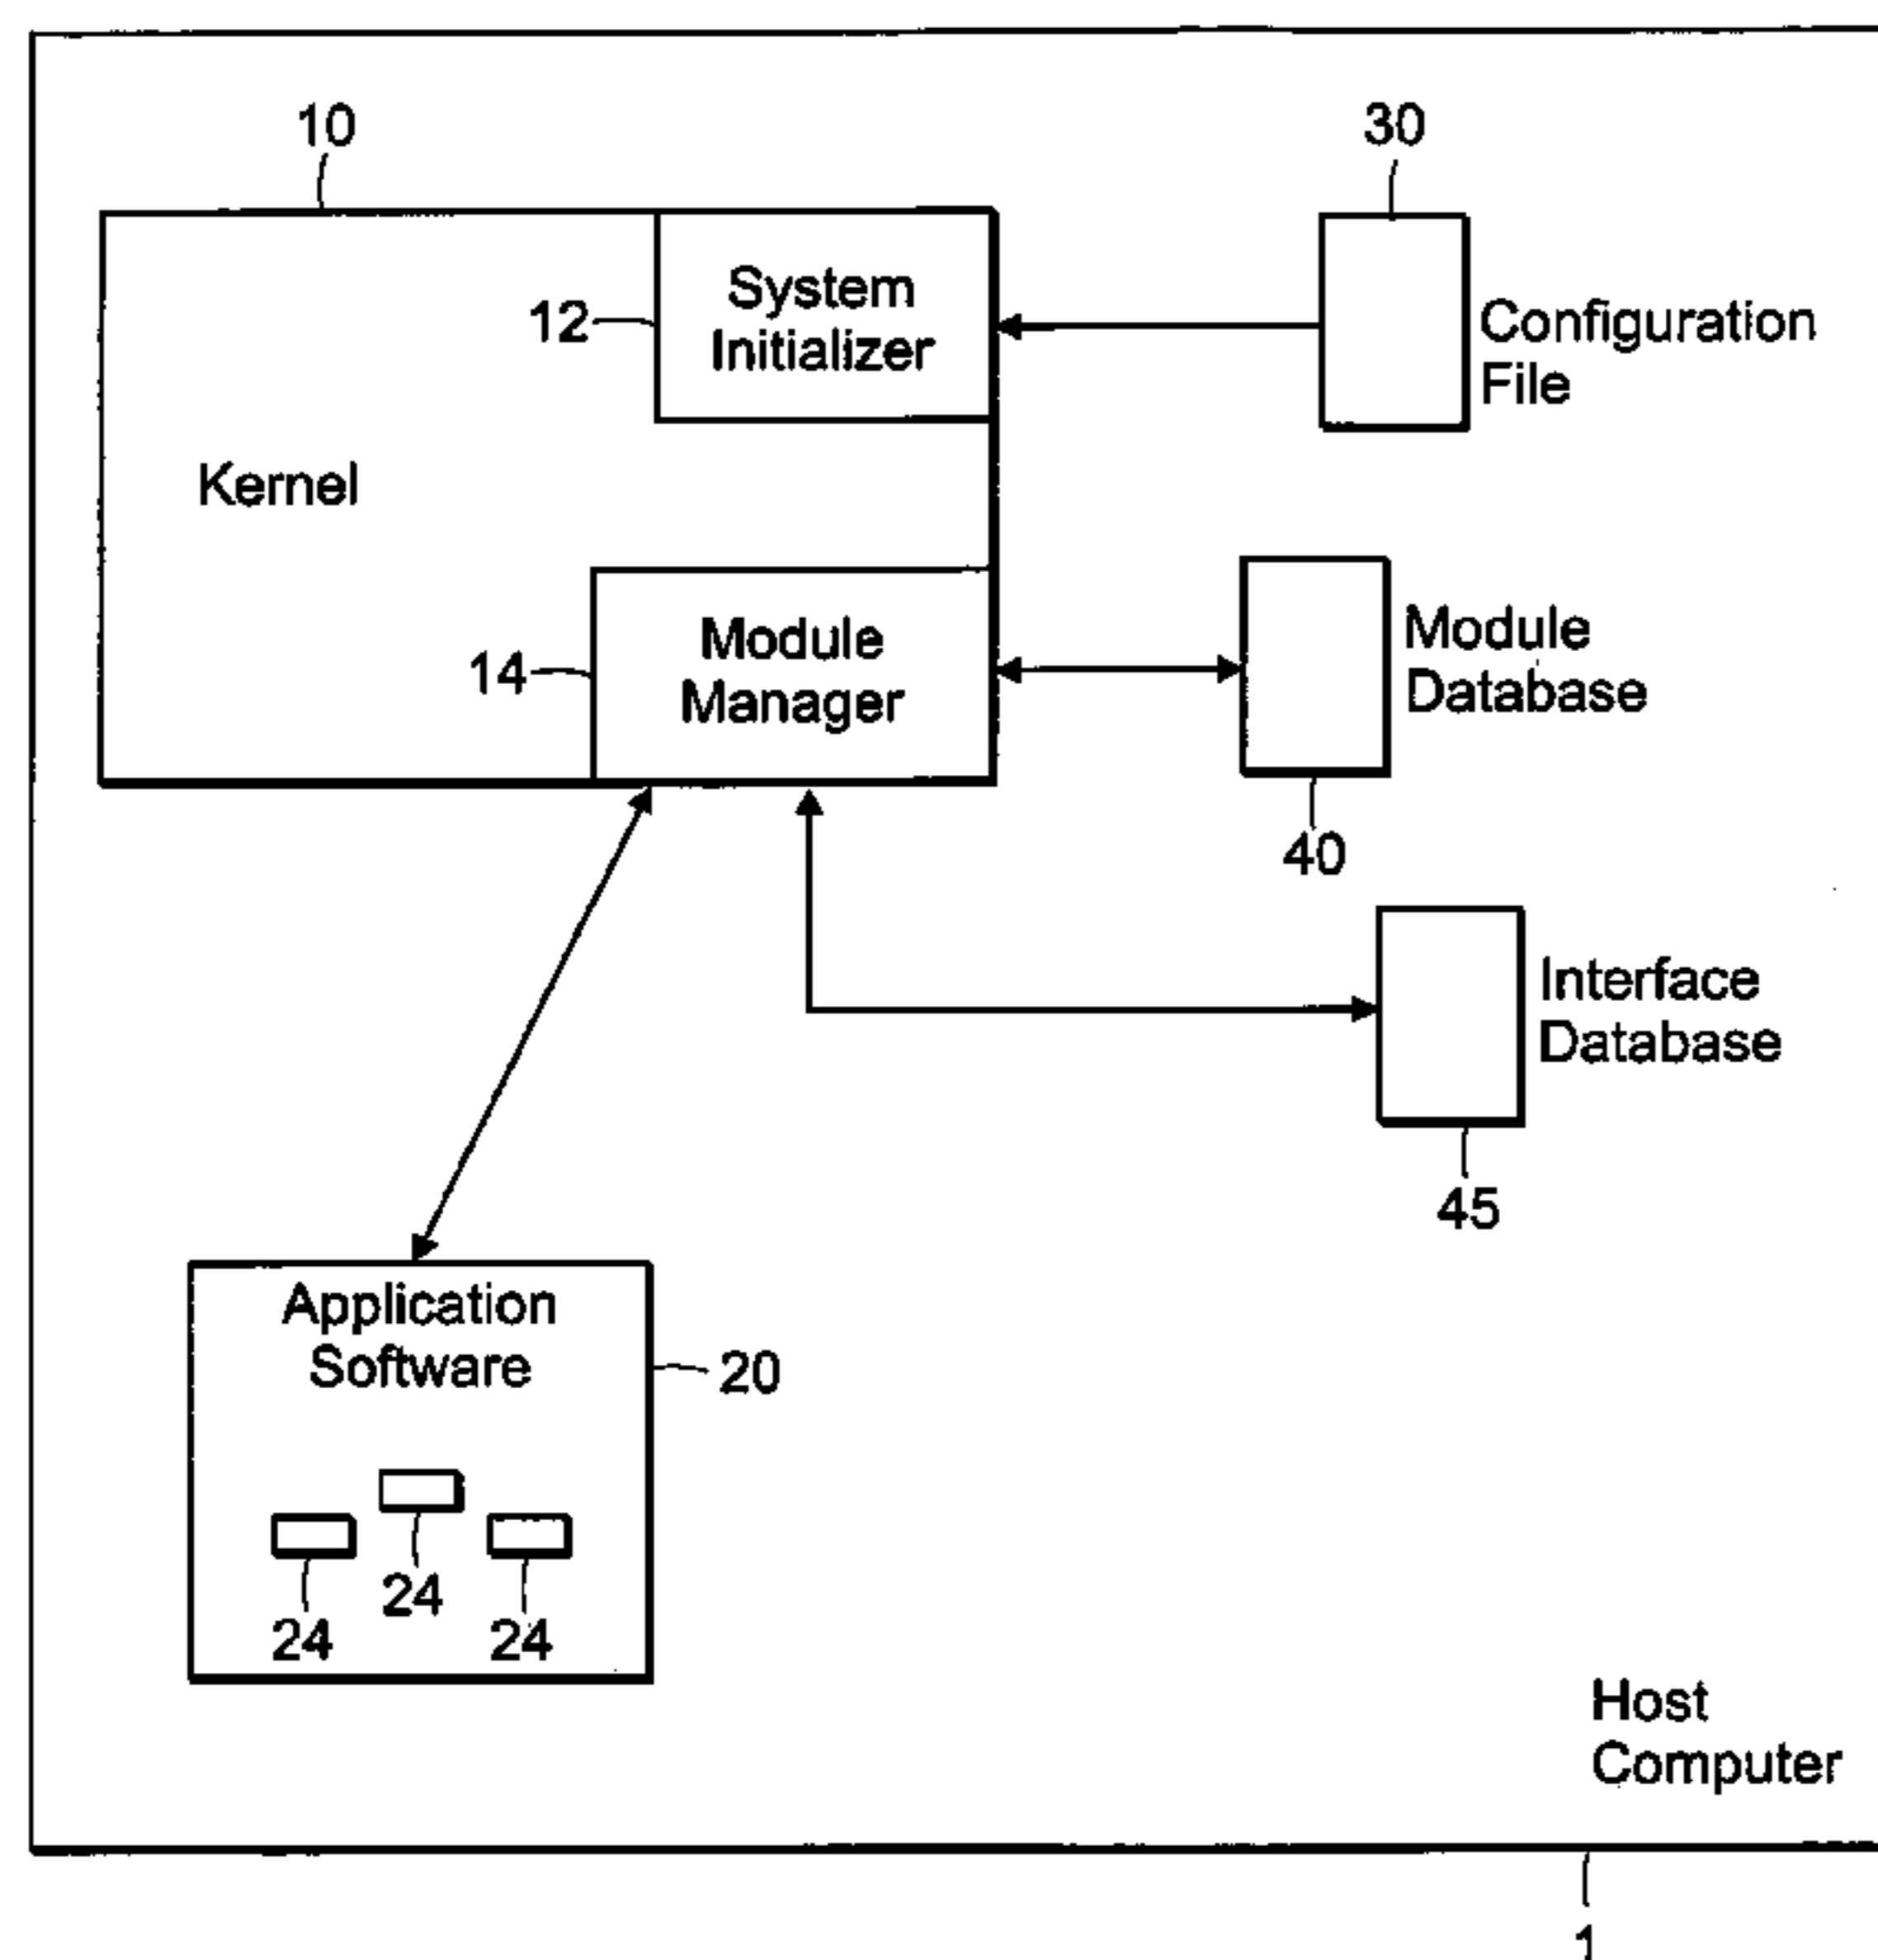 10
30
System
Initializer
12
Configuration
File
Kernel
Module
Manager
14
Module
Database
40
Interface
Database
45
Application
Software
20
24
24
24
Host
Computer
1